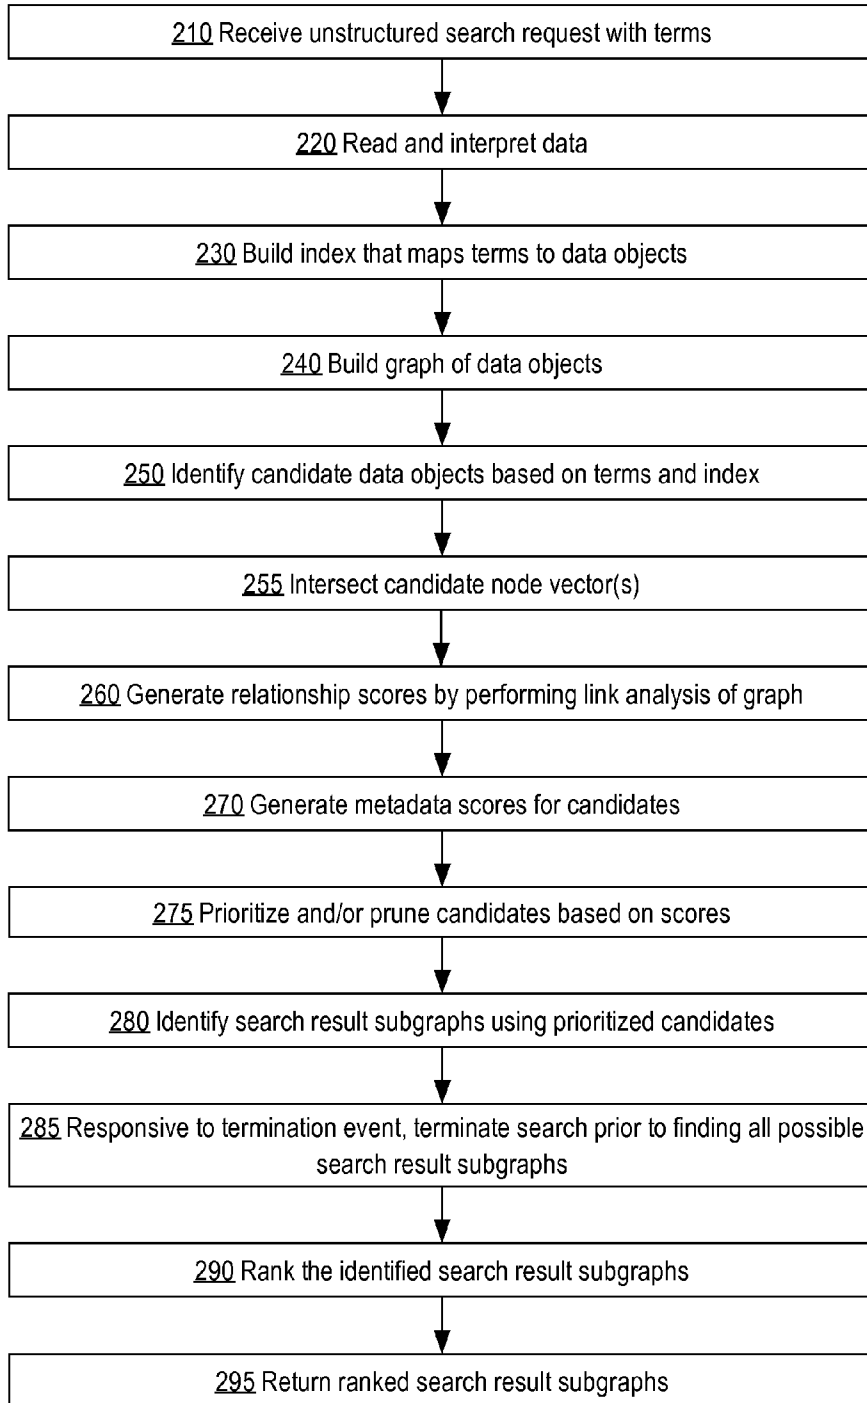 210 Receive unstructured search request with terms
220 Read and interpret data
230 Build index that maps terms to data objects
240 Build graph of data objects
250 Identify candidate data objects based on terms and index
255 Intersect candidate node vector(s)
260 Generate relationship scores by performing link analysis of graph
270 Generate metadata scores for candidates
275 Prioritize and/or prune candidates based on scores
280 Identify search result subgraphs using prioritized candidates
285 Responsive to termination event, terminate search prior to finding all possible
search result subgraphs
290 Rank the identified search result subgraphs
295 Return ranked search result subgraphs